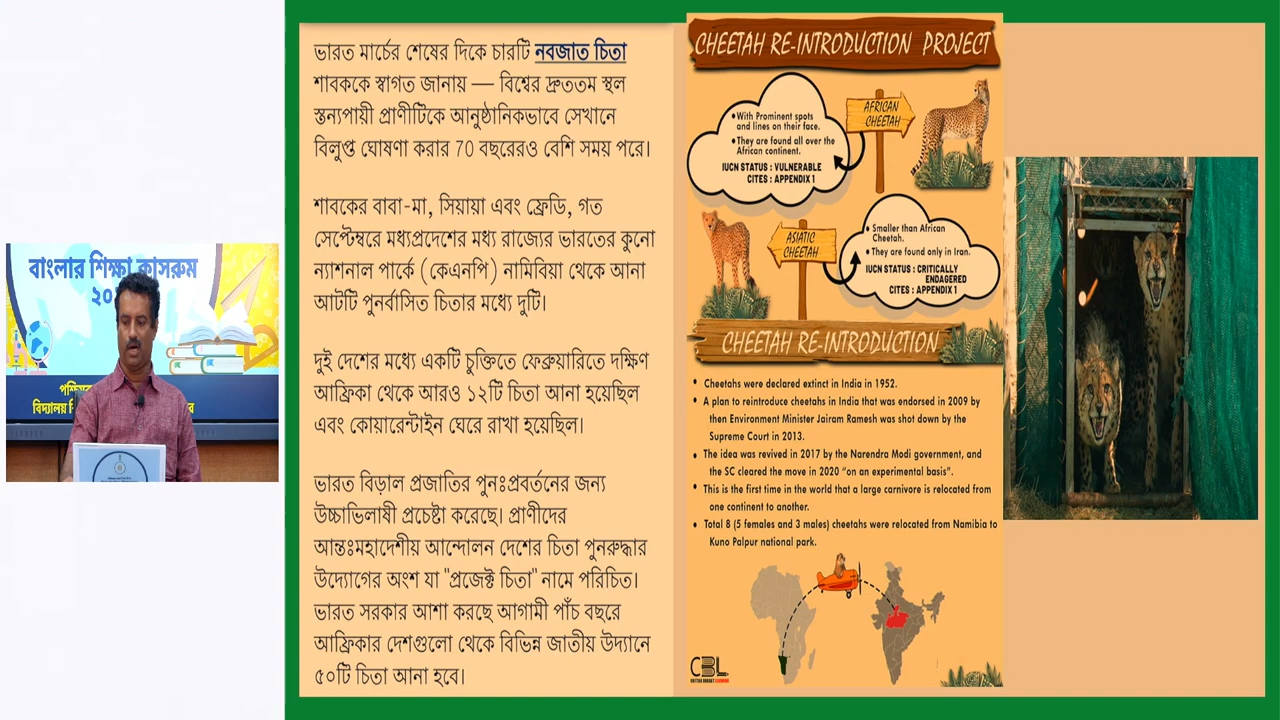 বাংলার শিক্ষা ক্লাসরুম
ভারত মার্চের শেষের দিকে চারটি নবজাত চিতা
শাবককে স্বাগত জানায় — বিশ্বের দ্রুততম স্থল
স্তন্যপায়ী প্রাণীটিকে আনুষ্ঠানিকভাবে সেখানে
বিলুপ্ত ঘোষণা করার 70 বছরেরও বেশি সময় পরে।
শাবকের বাবা-মা, সিয়ায়া এবং ফ্রেডি, গত
সেপ্টেম্বরে মধ্যপ্রদেশের মধ্য রাজ্যের ভারতের কুনো
ন্যাশনাল পার্কে (কেএনপি) নামিবিয়া থেকে আনা
আটটি পুনর্বাসিত চিতার মধ্যে দুটি।
দুই দেশের মধ্যে একটি চুক্তিতে ফেব্রুয়ারিতে দক্ষিণ
আফ্রিকা থেকে আরও ১২টি চিতা আনা হয়েছিল
এবং কোয়ারেন্টাইন ঘেরে রাখা হয়েছিল।
ভারত বিড়াল প্রজাতির পুনঃপ্রবর্তনের জন্য
উচ্চাভিলাষী প্রচেষ্টা করেছে। প্রাণীদের
আন্তঃমহাদেশীয় আন্দোলন দেশের চিতা পুনরুদ্ধার
উদ্যোগের অংশ যা "প্রজেক্ট চিতা" নামে পরিচিত।
ভারত সরকার আশা করছে আগামী পাঁচ বছরে
আফ্রিকার দেশগুলো থেকে বিভিন্ন জাতীয় উদ্যানে
৫০টি চিতা আনা হবে।
CHEETAH RE-INTRODUCTION PROJECT
AFRICAN
CHEETAH
• With Prominent spots
and lines on their face.
• They are found all over the
African continent.
IUCN STATUS : VULNERABLE
CITES : APPENDIX 1
ASIATIC
CHEETAH
• Smaller than African
Cheetah.
• They are found only in Iran.
IUCN STATUS : CRITICALLY
ENDAGERED
CITES : APPENDIX 1
CHEETAH RE-INTRODUCTION
• Cheetahs were declared extinct in India in 1952.
• A plan to reintroduce cheetahs in India that was endorsed in 2009 by
then Environment Minister Jairam Ramesh was shot down by the
Supreme Court in 2013.
• The idea was revived in 2017 by the Narendra Modi government, and
the SC cleared the move in 2020 “on an experimental basis”.
• This is the first time in the world that a large carnivore is relocated from
one continent to another.
• Total 8 (5 females and 3 males) cheetahs were relocated from Namibia to
Kuno Palpur national park.
CBL